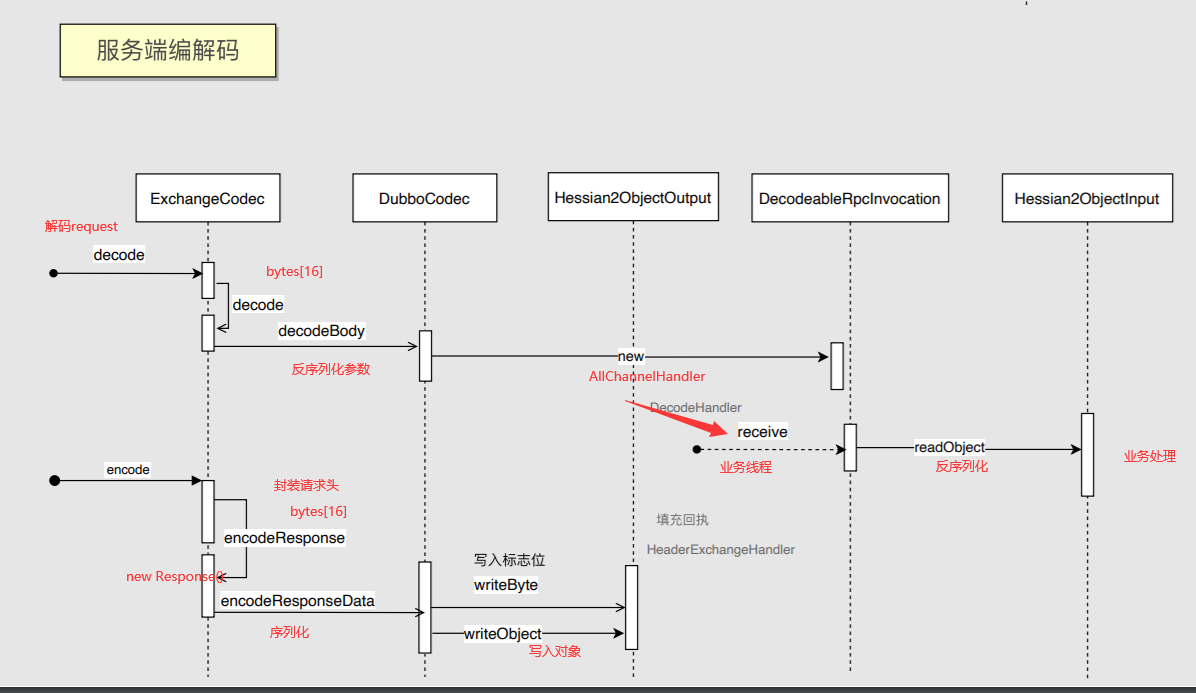 服务端编解码
ExchangeCodec
DubboCodec
Hessian2ObjectOutput
DecodeableRpcInvocation
Hessian2ObjectInput
解码request
decode
bytes[16]
decode
decodeBody
反序列化参数
new
AllChannelHandler
DecodeHandler
receive
业务线程
readObject
反序列化
业务处理
encode
封装请求头
bytes[16]
encodeResponse
填充回执
HeaderExchangeHandler
写入标志位
writeByte
new Response()
encodeResponseData
序列化
writeObject
写入对象